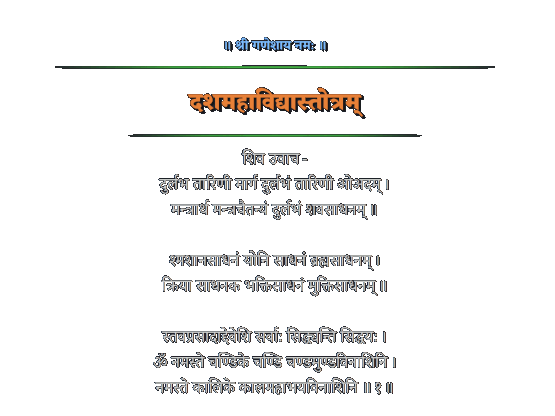 ॥ श्री गणेशाय नमः ॥
दशमहाविद्यास्तोत्रम्
शिव उवाच -
दुर्लभ तारिणी मार्ग दुर्लभं तारिणी ओअदम् ।
मन्त्रार्थ मन्त्रचैतन्यं दुर्लभं शवसाधनम् ॥
श्मशानसाधनं योनि साधनं ब्रह्मसाधनम् ।
क्रिया साधनक भक्तिसाधनं मुक्तिसाधनम् ॥
स्तवप्रसादाद्देवेशि सर्वाः सिद्ध्यन्ति सिद्धयः ।
ॐ नमस्ते चण्डिके चण्डि चण्डमुण्डविनाशिनि ।
नमस्ते कालिके कालमहाभयविनाशिनि ॥ १ ॥